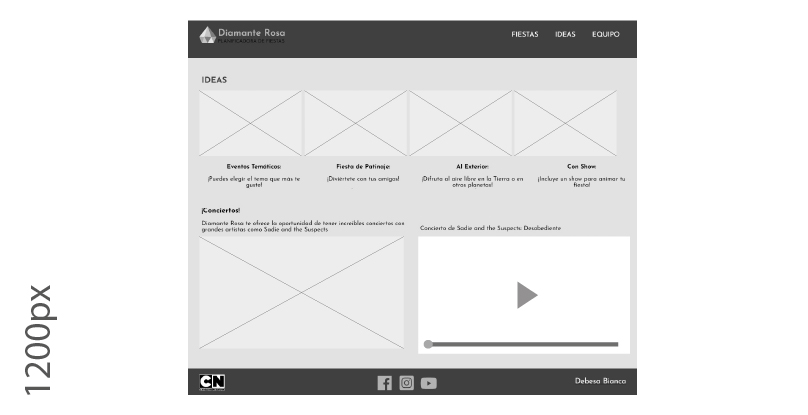 Diamante Rosa
PLANIFICADORA DE FIESTAS
FIESTAS IDEAS EQUIPO
IDEAS
Eventos Temáticos:
¡Puedes elegir el tema que mas te
gusta!
Fiesta de Patinaje:
¡Diviértete con tus amigos!
Al Exterior:
¡Difruta al aire libre en la Tierra o en
otros planetas!
Con Show:
¡Incluye un show para animar tu
fiesta!
¡Conciertos!
Diamante Rosa te ofrece la oportunidad de tener increíbles conciertos con
grandes artistas como Sadie and the Suspects
Concierto de Sadie and the Suspects: Desobediente
1200px
CN
Debesa Bianca